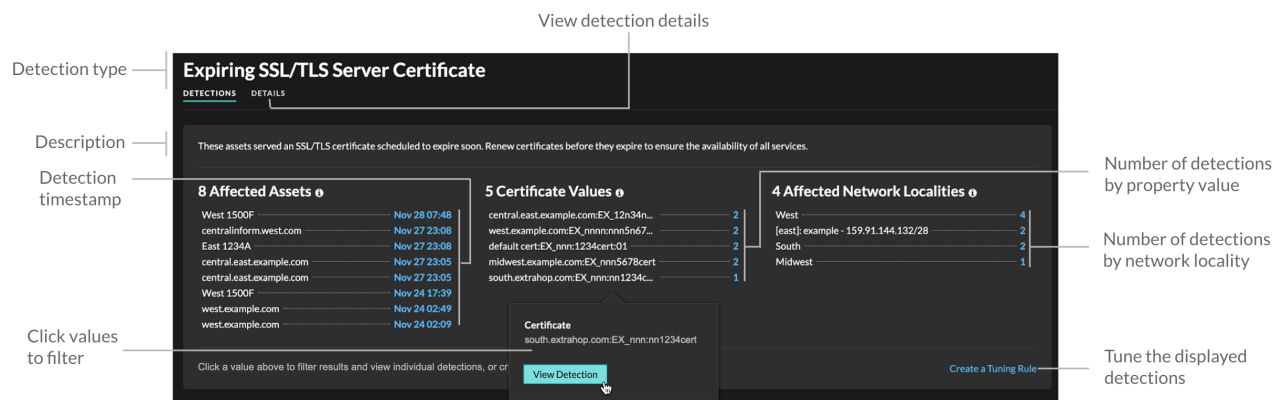 View detection details
Detection type
Expiring SSL/TLS Server Certificate
DETECTIONS DETAILS
Description
These assets served an SSL/TLS certificate scheduled to expire soon. Renew certificates before they expire to ensure the availability of all services.
Detection
timestamp
8 Affected Assets
West 1500F Nov 28 07:48
centralinform.west.com Nov 27 23:08
East 1234A Nov 27 23:08
central.east.example.com Nov 27 23:05
central.east.example.com Nov 27 23:05
West 1500F Nov 24 17:39
west.example.com Nov 24 02:49
west.example.com Nov 24 02:09
5 Certificate Values
central.east.example.com:EX_12n34n... 2
west.example.com:EX_nnnn:nnn5n67... 2
default cert:EX_nnn:1234cert:01 2
midwest.example.com:EX_nnn5678cert 2
south.extrahop.com:EX_nnn:nn1234c... 1
4 Affected Network Localities
West 4
[east]: example - 159.91.144.132/28 2
South 2
Midwest 1
Number of detections
by property value
Number of detections
by network locality
Click values
to filter
Certificate
south.extrahop.com:EX_nnn:nn1234cert
View Detection
Click a value above to filter results and view individual detections, or cr
Create a Tuning Rule
Tune the displayed
detections